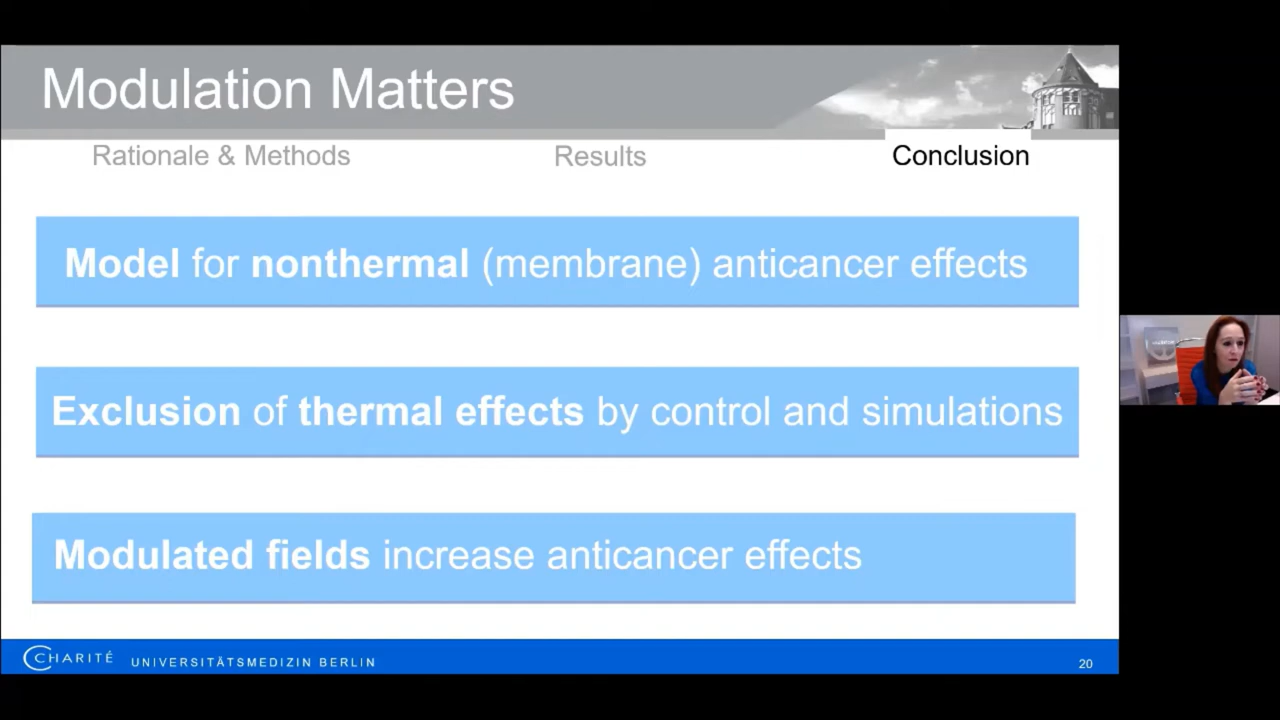 Modulation Matters
Rationale & Methods
Results
Conclusion
Model for nonthermal (membrane) anticancer effects
Exclusion of thermal effects by control and simulations
Modulated fields increase anticancer effects
CHARITÉ UNIVERSITÄTSMEDIZIN BERLIN
20